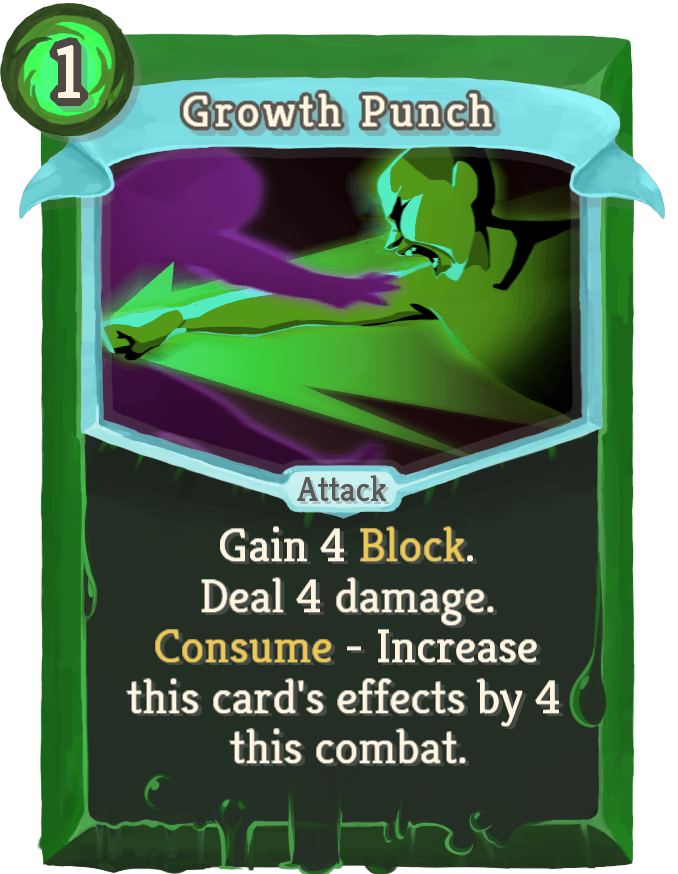 1
Growth Punch
Attack
Gain 4 Block.
Deal 4 damage.
Consume - Increase
this card's effects by 4
this combat.